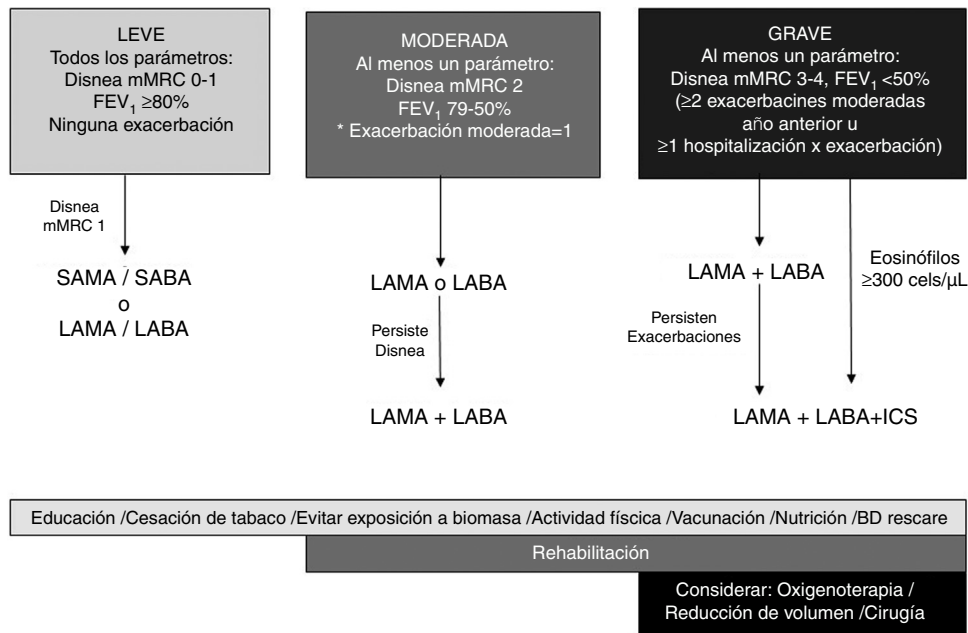 LEVE
Todos los parámetros:
Disnea mMRC 0-1
FEV₁ ≥80%
Ninguna exacerbación
MODERADA
Al menos un parámetro:
Disnea mMRC 2
FEV₁ 79-50%
* Exacerbación moderada=1
GRAVE
Al menos un parámetro:
Disnea mMRC 3-4, FEV₁ <50%
(≥2 exacerbacines moderadas
año anterior u
≥1 hospitalización x exacerbación)
Disnea
mMRC 1
SAMA / SABA
o
LAMA / LABA
LAMA o LABA
Persiste
Disnea
LAMA + LABA
LAMA + LABA
Eosinófilos
≥300 cels/µL
Persisten
Exacerbaciones
LAMA + LABA+ICS
Educación /Cesación de tabaco /Evitar exposición a biomasa /Actividad físcica /Vacunación /Nutrición /BD rescare
Rehabilitación
Considerar: Oxigenoterapia /
Reducción de volumen /Cirugía